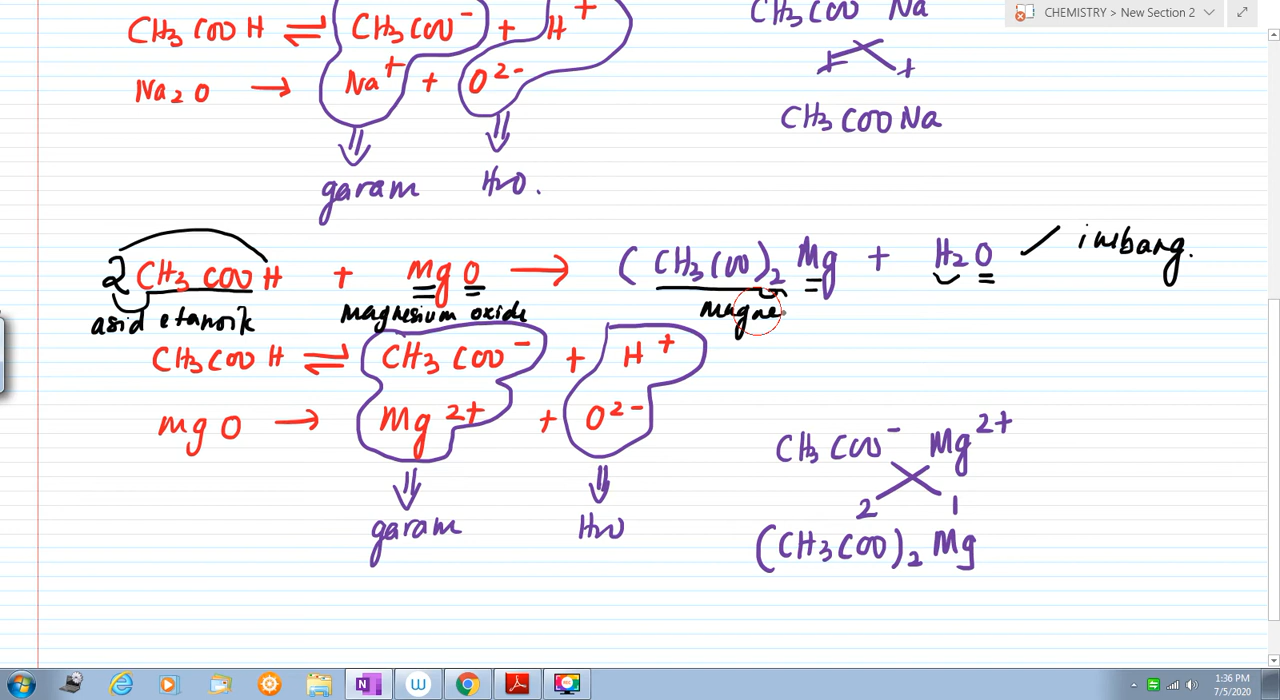 CHEMISTRY > New Section 2
CH3COOH ⇌ CH3COO⁻ + H⁺
CH3COO Na
Na2O → Na⁺ + O²⁻
CH3COONa
garam H2O.
2CH3COOH + MgO → (CH3COO)2Mg + H2O / imbang.
asid etanoik magnesium oxide magne
CH3COOH ⇌ CH3COO⁻ + H⁺
MgO → Mg²⁺ + O²⁻
CH3COO⁻ Mg²⁺
2 1
garam H2O
(CH3COO)2Mg
1:36 PM
7/5/2020